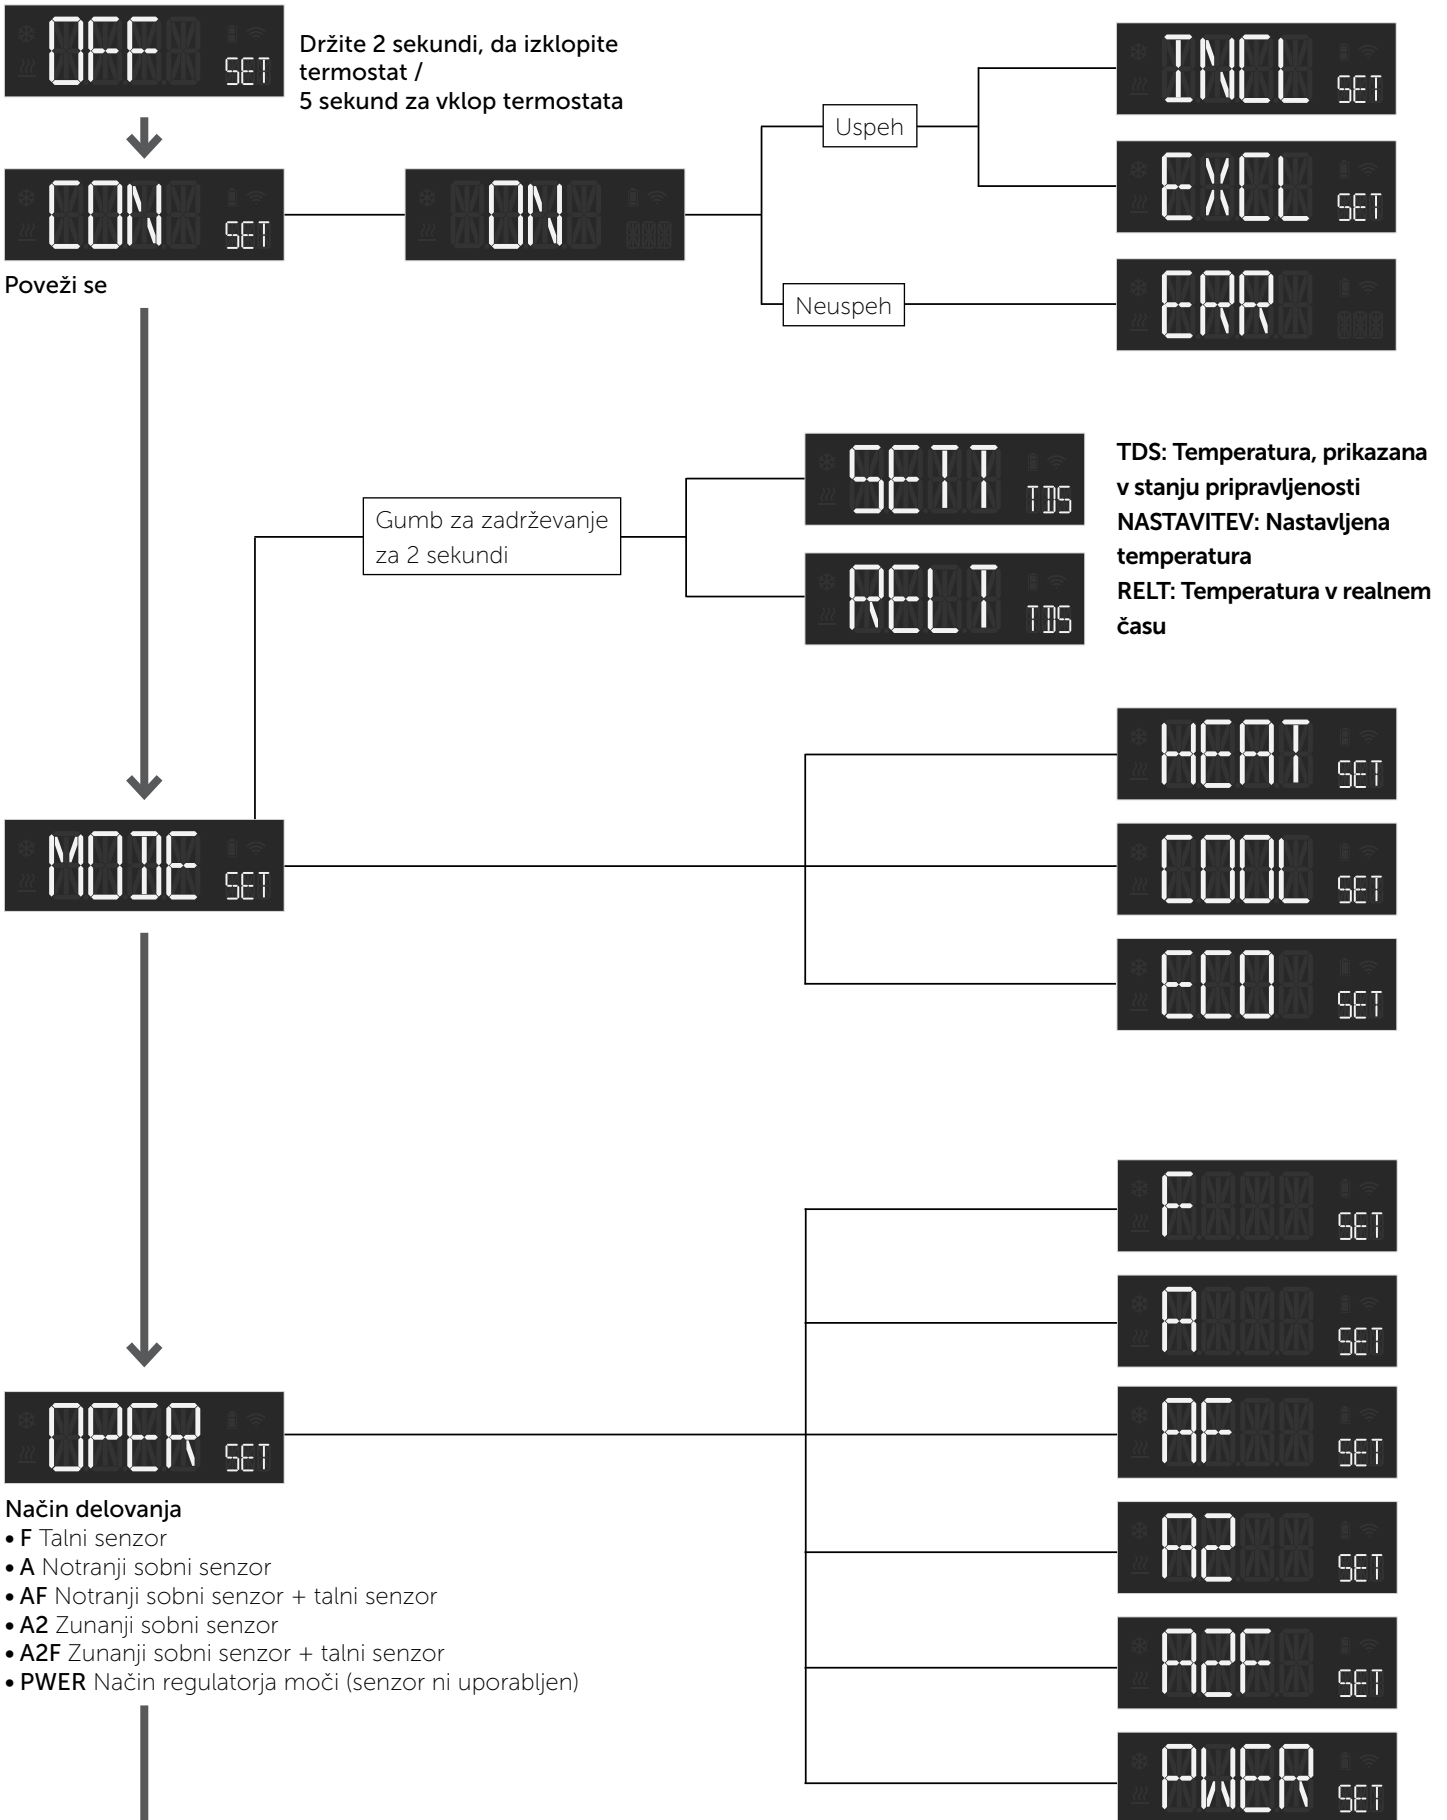 OFF SET
Držite 2 sekundi, da izklopite
termostat /
5 sekund za vklop termostata
CON SET
Poveži se
ON
Uspeh
INCL SET
EXCL SET
Neuspeh
ERR
Gumb za zadrževanje
za 2 sekundi
SETT TDS
RELT TDS
TDS: Temperatura, prikazana
v stanju pripravljenosti
NASTAVITEV: Nastavljena
temperatura
RELT: Temperatura v realnem
času
MODE SET
HEAT SET
COOL SET
ECO SET
OPER SET
Način delovanja
• F Talni senzor
• A Notranji sobni senzor
• AF Notranji sobni senzor + talni senzor
• A2 Zunanji sobni senzor
• A2F Zunanji sobni senzor + talni senzor
• PWER Način regulatorja moči (senzor ni uporabljen)
F SET
A SET
AF SET
A2 SET
A2F SET
PWER SET